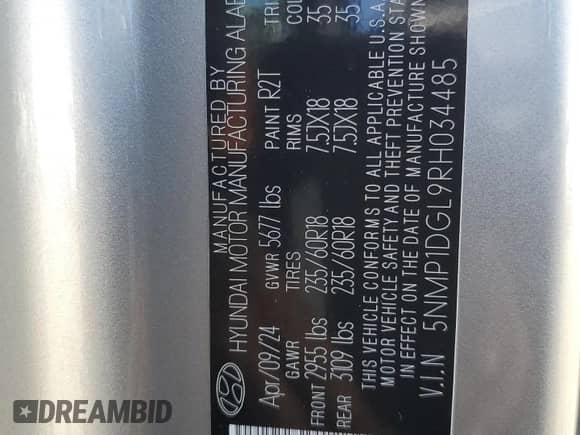 MANUFACTURED BY
HYUNDAI MOTOR MANUFACTURING
Apr/09/24 GVWR 5677 lbs PAINT R2T
GAWR TIRES RIMS
FRONT 2955 lbs 235/60R18 7.5JX18 35
REAR 3109 lbs 235/60R18 7.5JX18 35
THIS VEHICLE CONFORMS TO ALL APPLICABLE U.S.A
MOTOR VEHICLE SAFETY AND THEFT PREVENTION
IN EFFECT ON THE DATE OF MANUFACTURE SHOWN
V.I.N 5NMP1DGL9RH034485
DREAMBID